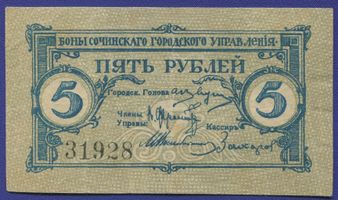 БОНЫ СОЧИНСКАГО ГОРОДСКОГО УПРАВЛЕНІЯ.
ПЯТЬ РУБЛЕЙ
5 5
Городск. Голова
Члены
Управы:
Кассиръ
31928